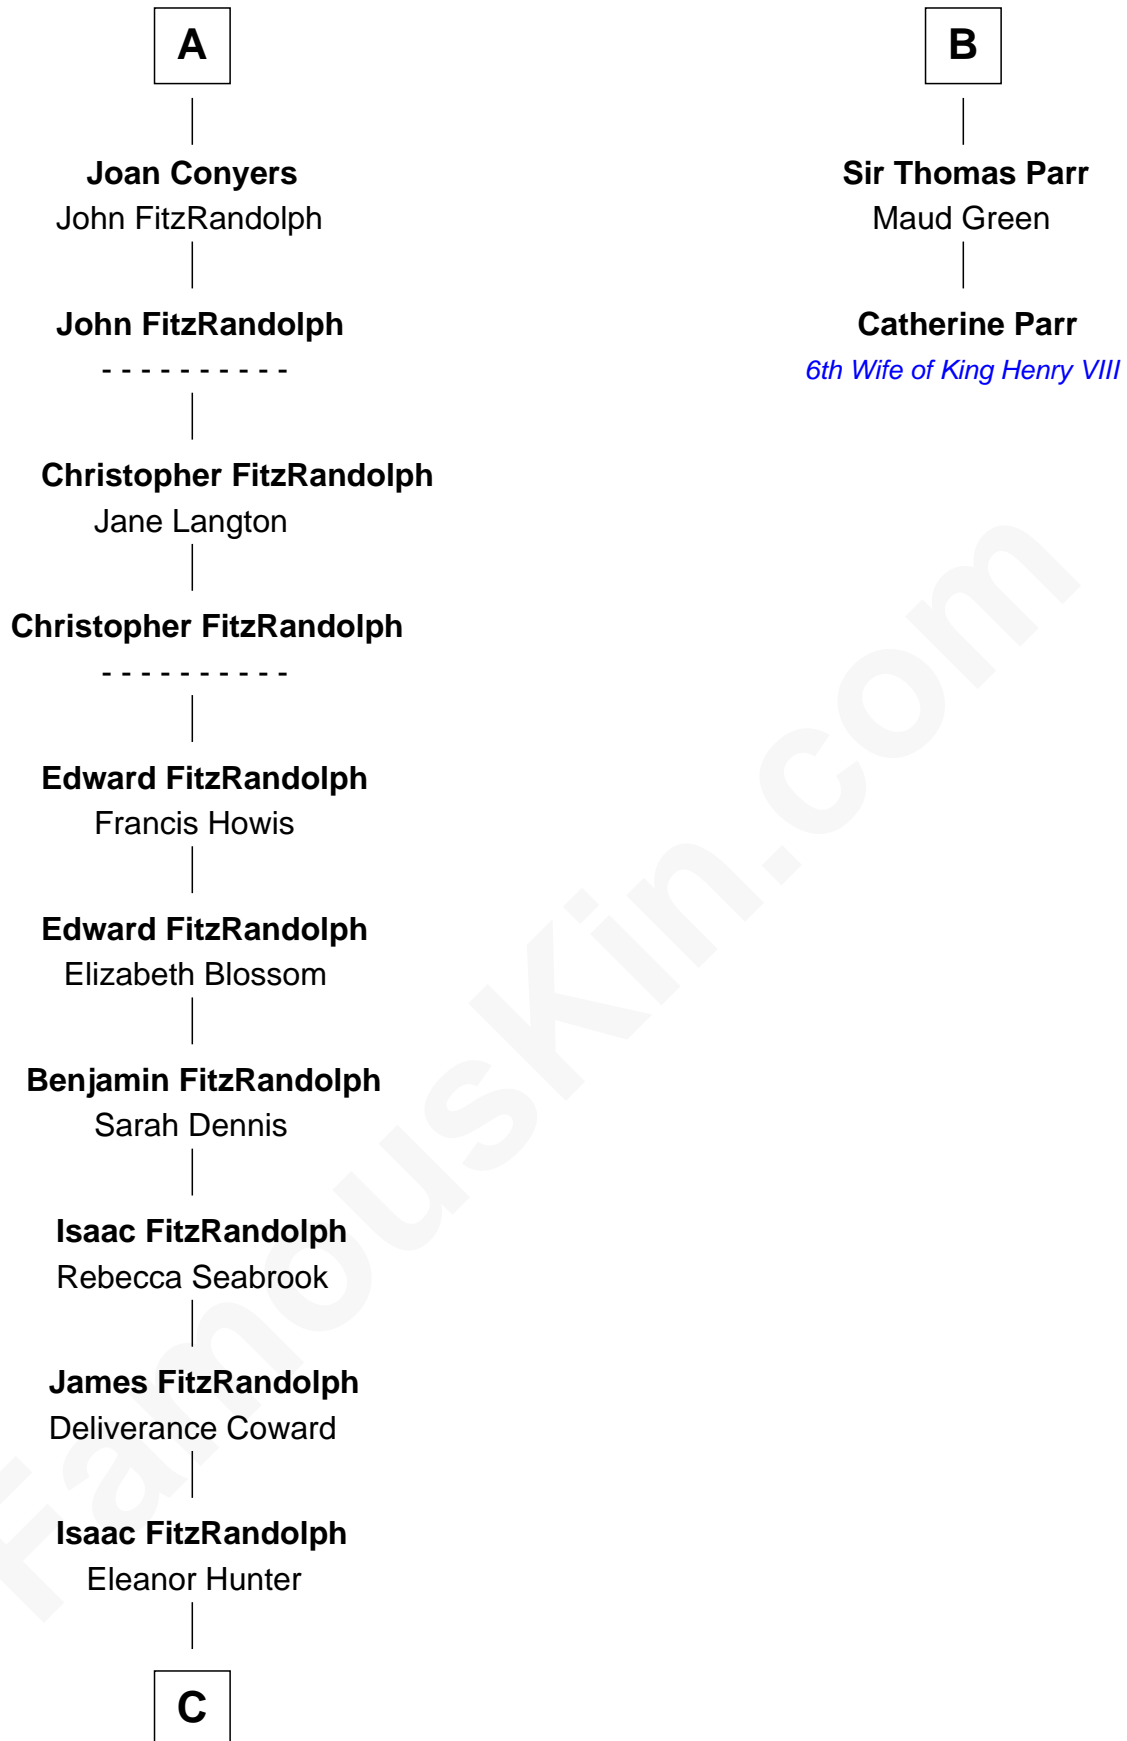 A
Joan Conyers
John FitzRandolph
John FitzRandolph
- - - - - - - - - -
Christopher FitzRandolph
Jane Langton
Christopher FitzRandolph
- - - - - - - - - -
Edward FitzRandolph
Francis Howis
Edward FitzRandolph
Elizabeth Blossom
Benjamin FitzRandolph
Sarah Dennis
Isaac FitzRandolph
Rebecca Seabrook
James FitzRandolph
Deliverance Coward
Isaac FitzRandolph
Eleanor Hunter
C
B
Sir Thomas Parr
Maud Green
Catherine Parr
6th Wife of King Henry VIII
FamousKin.com